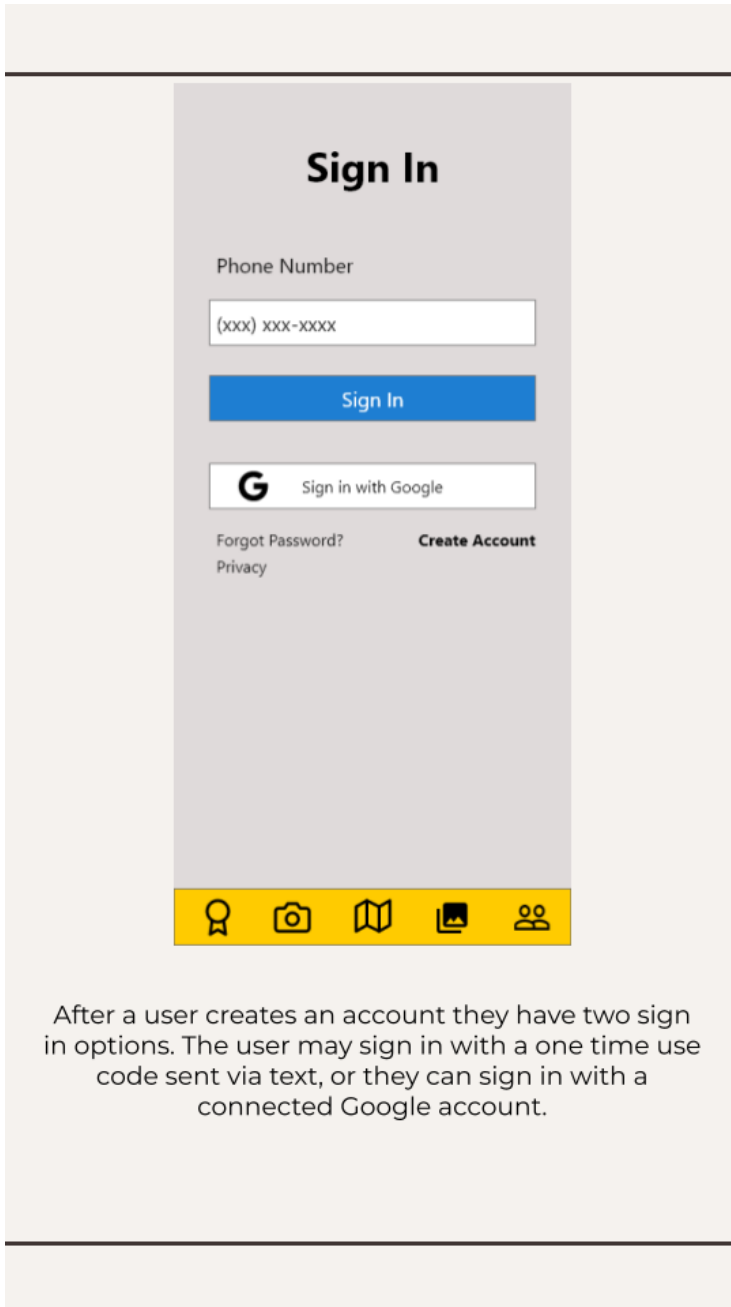 Sign In
Phone Number
(xxx) xxx-xxxx
Sign In
Sign in with Google
Forgot Password?
Create Account
Privacy
After a user creates an account they have two sign
in options. The user may sign in with a one time use
code sent via text, or they can sign in with a
connected Google account.